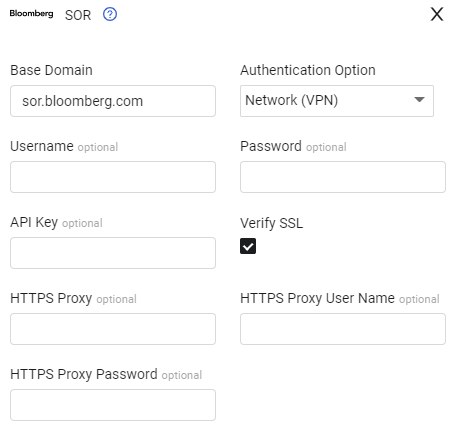 Bloomberg SOR ? X
Base Domain
Authentication Option
sor.bloomberg.com
Network (VPN)
Username optional
Password optional
API Key optional
Verify SSL
HTTPS Proxy optional
HTTPS Proxy User Name optional
HTTPS Proxy Password optional